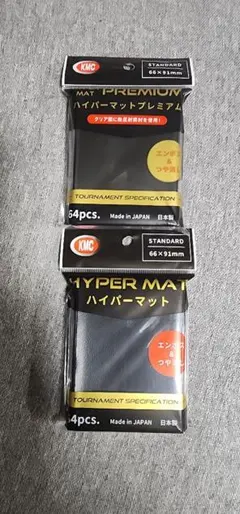 KMC
STANDARD
66×91mm
MAT PREMIUM
ハイパーマットプレミアム
クリア面に防反射素材を使用!
エンボス
&
つや消し
TOURNAMENT SPECIFICATION
64pcs.
Made in JAPAN
日本製
KMC
STANDARD
66×91mm
HYPER MAT
ハイパーマット
エンボス
&
つや消し
TOURNAMENT SPECIFICATION
4pcs.
Made in JAPAN
日本製